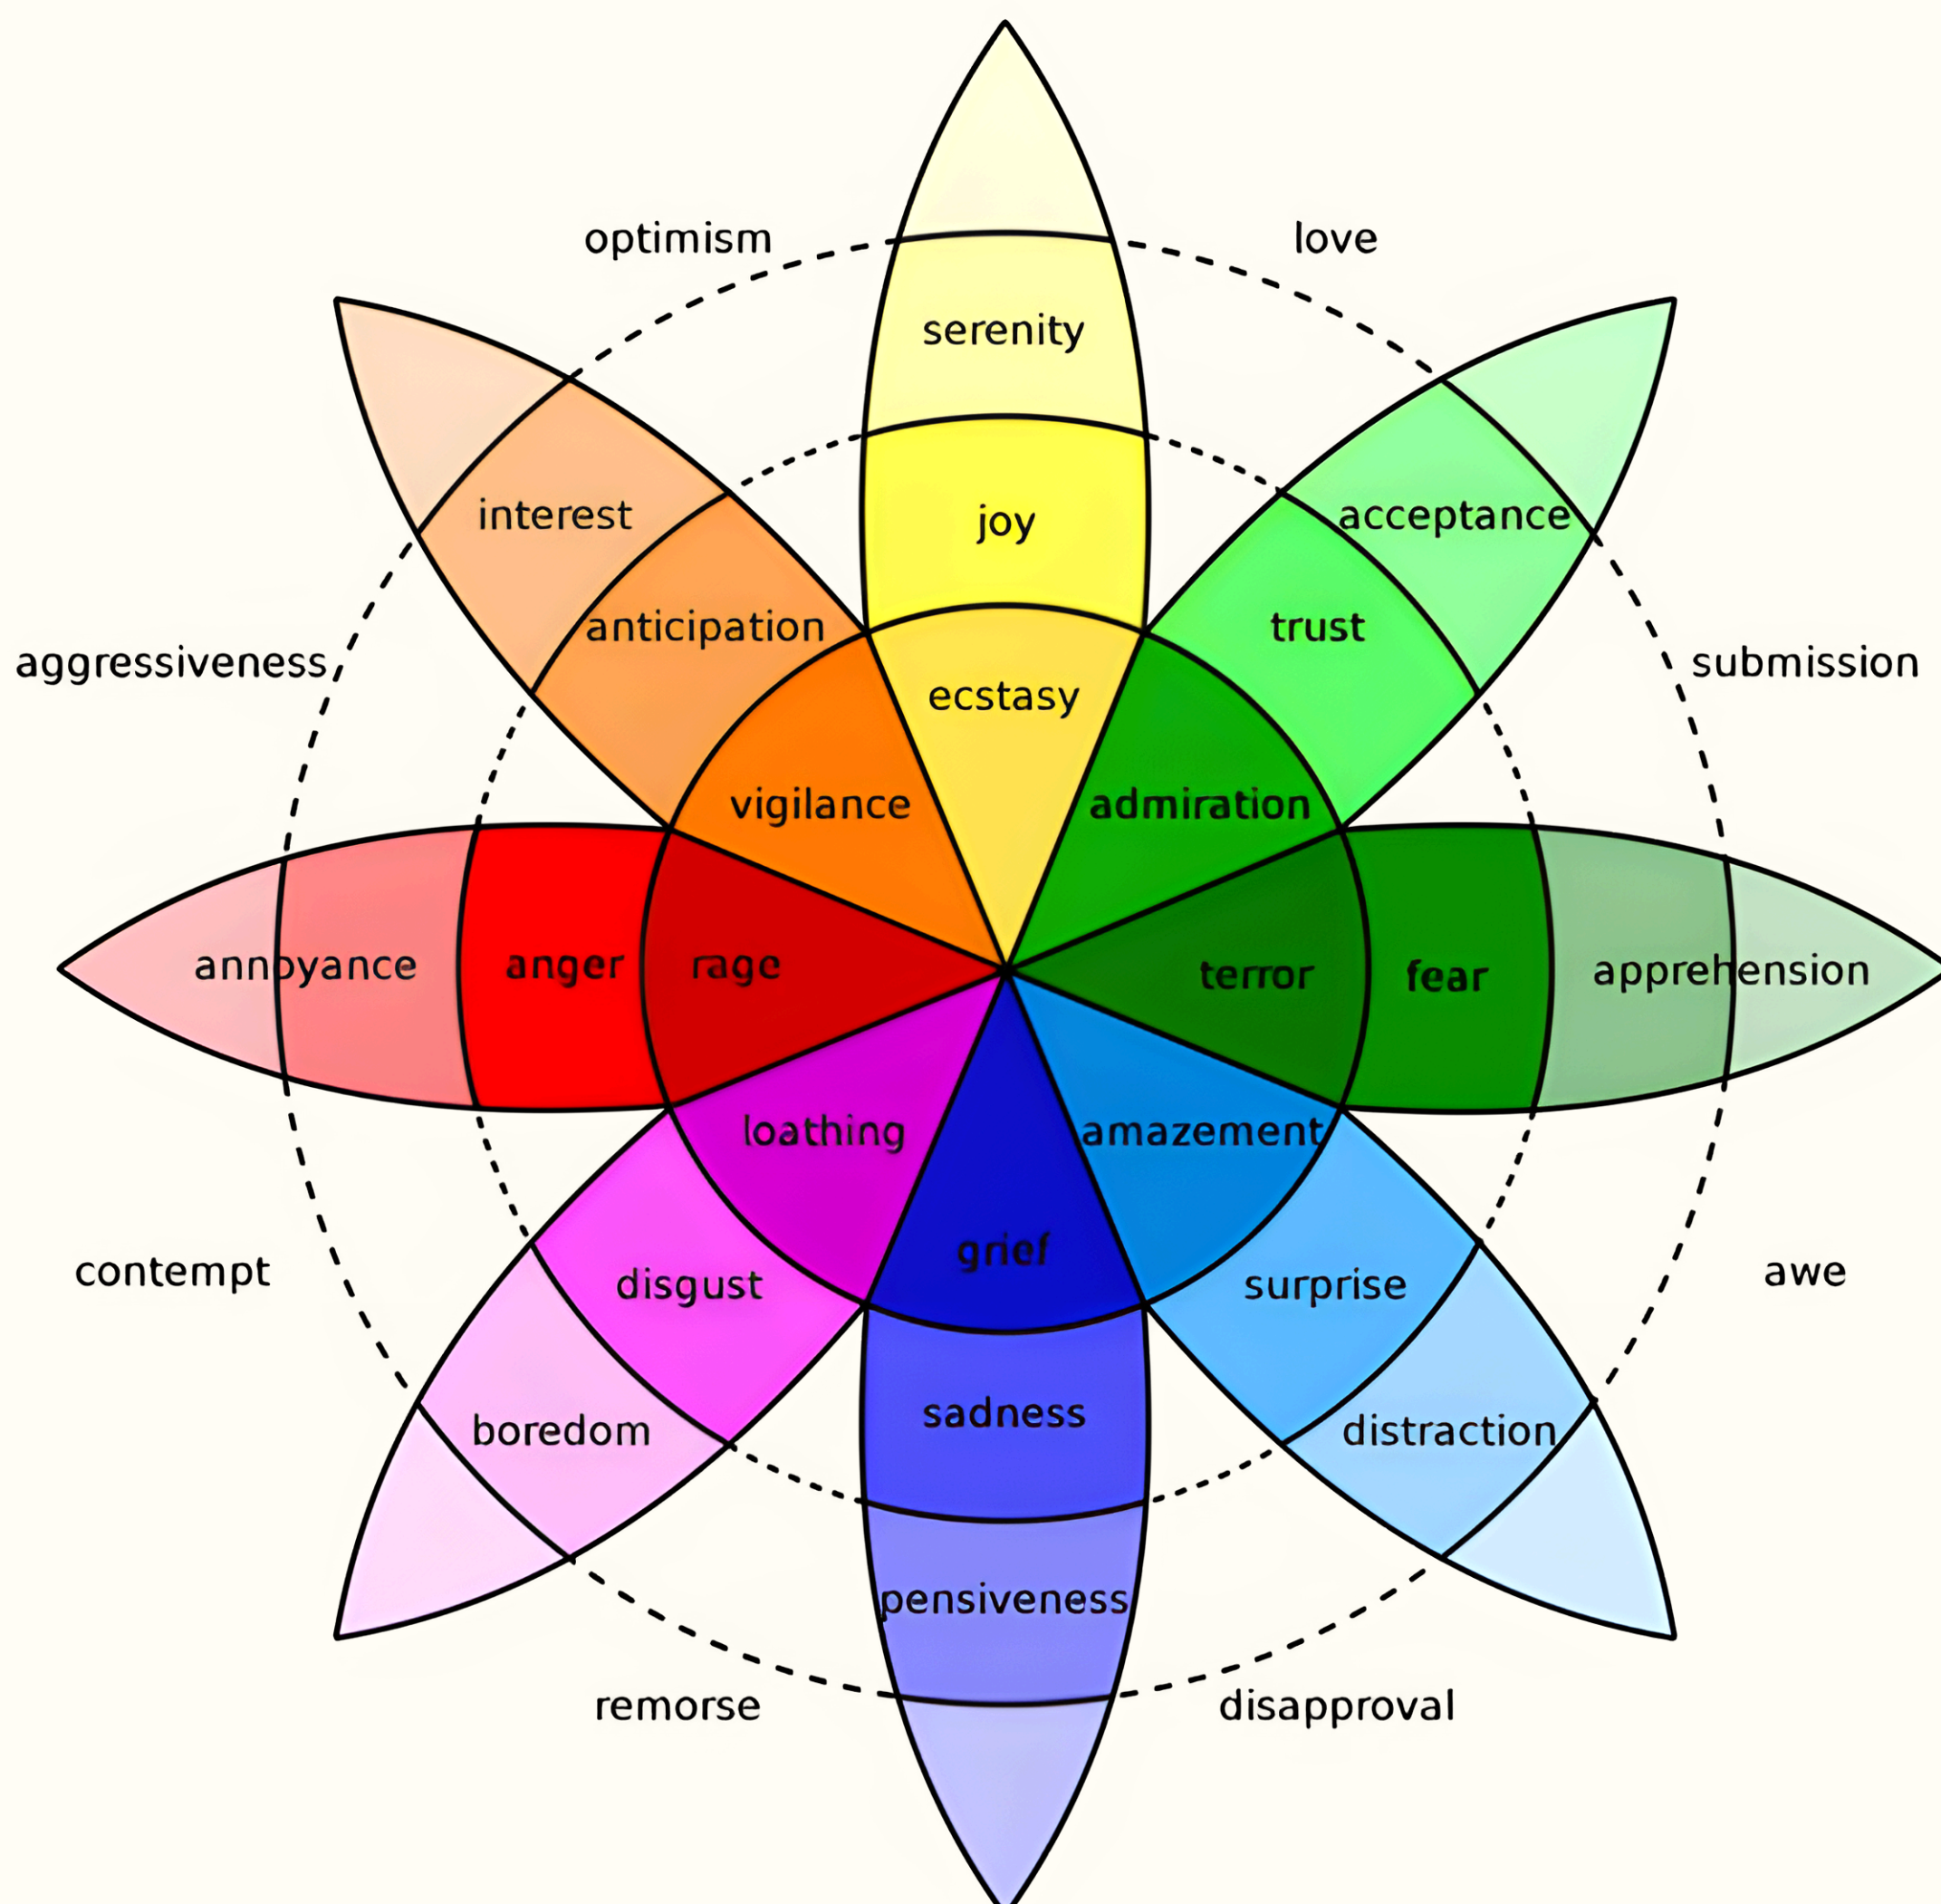 optimism
love
serenity
interest
joy
acceptance
anticipation
trust
aggressiveness
submission
ecstasy
vigilance
admiration
annoyance
anger
rage
terror
fear
apprehension
loathing
amazement
contempt
grief
awe
disgust
surprise
sadness
boredom
distraction
pensiveness
remorse
disapproval